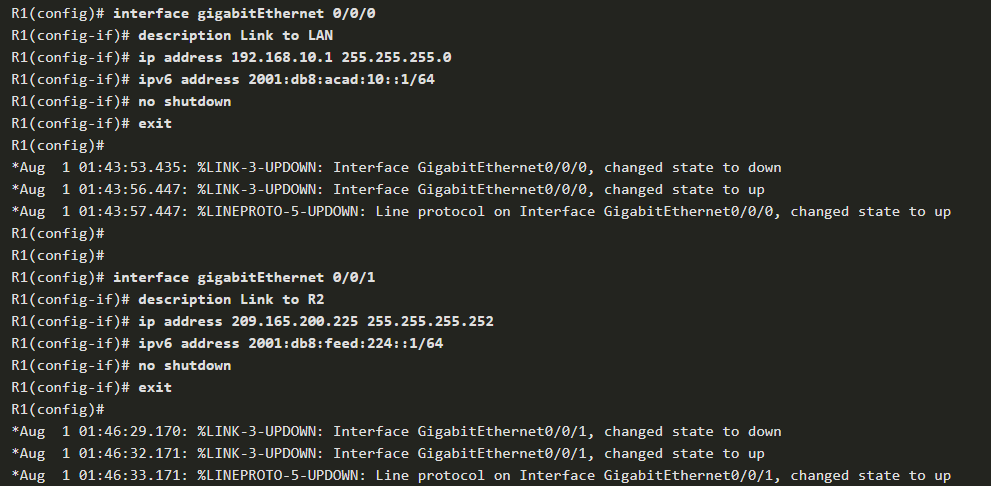 R1(config)# interface gigabitEthernet 0/0/0
R1(config-if)# description Link to LAN
R1(config-if)# ip address 192.168.10.1 255.255.255.0
R1(config-if)# ipv6 address 2001:db8:acad:10::1/64
R1(config-if)# no shutdown
R1(config-if)# exit
R1(config)#
*Aug  1 01:43:53.435: %LINK-3-UPDOWN: Interface GigabitEthernet0/0/0, changed state to down
*Aug  1 01:43:56.447: %LINK-3-UPDOWN: Interface GigabitEthernet0/0/0, changed state to up
*Aug  1 01:43:57.447: %LINEPROTO-5-UPDOWN: Line protocol on Interface GigabitEthernet0/0/0, changed state to up
R1(config)#
R1(config)#
R1(config)# interface gigabitEthernet 0/0/1
R1(config-if)# description Link to R2
R1(config-if)# ip address 209.165.200.225 255.255.255.252
R1(config-if)# ipv6 address 2001:db8:feed:224::1/64
R1(config-if)# no shutdown
R1(config-if)# exit
R1(config)#
*Aug  1 01:46:29.170: %LINK-3-UPDOWN: Interface GigabitEthernet0/0/1, changed state to down
*Aug  1 01:46:32.171: %LINK-3-UPDOWN: Interface GigabitEthernet0/0/1, changed state to up
*Aug  1 01:46:33.171: %LINEPROTO-5-UPDOWN: Line protocol on Interface GigabitEthernet0/0/1, changed state to up